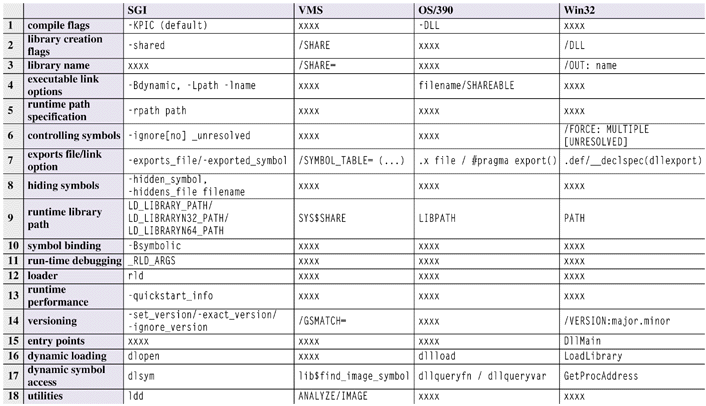 SGI VMS OS/390 Win32
1 compile flags -KPIC (default) xxxx -DLL xxxx
2 library creation flags -shared /SHARE xxxx /DLL
3 library name xxxx /SHARE= xxxx /OUT: name
4 executable link options -Bdynamic, -Lpath -lname xxxx filename/SHAREABLE xxxx
5 runtime path specification -rpath path xxxx xxxx xxxx
6 controlling symbols -ignore[no] _unresolved xxxx xxxx /FORCE: MULTIPLE [UNRESOLVED]
7 exports file/link option -exports_file/-exported_symbol /SYMBOL_TABLE= (...) .x file / #pragma export() .def/__declspec(dllexport)
8 hiding symbols -hidden_symbol, -hiddens_file filename xxxx xxxx xxxx
9 runtime library path LD_LIBRARY_PATH/ LD_LIBRARYN32_PATH/ LD_LIBRARYN64_PATH SYS$SHARE LIBPATH PATH
10 symbol binding -Bsymbolic xxxx xxxx xxxx
11 run-time debugging _RLD_ARGS xxxx xxxx xxxx
12 loader rld xxxx xxxx xxxx
13 runtime performance -quickstart_info xxxx xxxx xxxx
14 versioning -set_version/-exact_version/ -ignore_version /GSMATCH= xxxx /VERSION:major.minor
15 entry points xxxx xxxx xxxx DllMain
16 dynamic loading dlopen xxxx dllload LoadLibrary
17 dynamic symbol access dlsym lib$find_image_symbol dllqueryfn / dllqueryvar GetProcAddress
18 utilities ldd ANALYZE/IMAGE xxxx xxxx